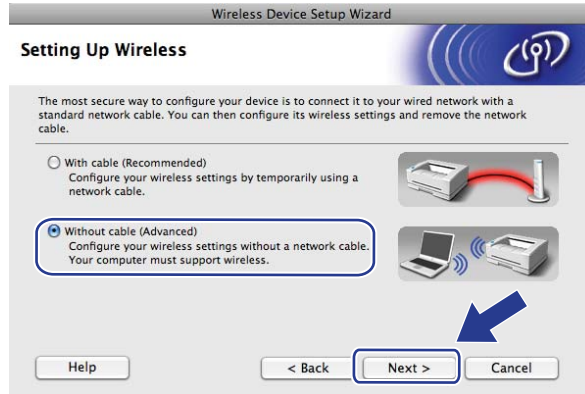 Wireless Device Setup Wizard
Setting Up Wireless
The most secure way to configure your device is to connect it to your wired network with a
standard network cable. You can then configure its wireless settings and remove the network
cable.
With cable (Recommended)
Configure your wireless settings by temporarily using a
network cable.
Without cable (Advanced)
Configure your wireless settings without a network cable.
Your computer must support wireless.
Help
< Back
Next >
Cancel